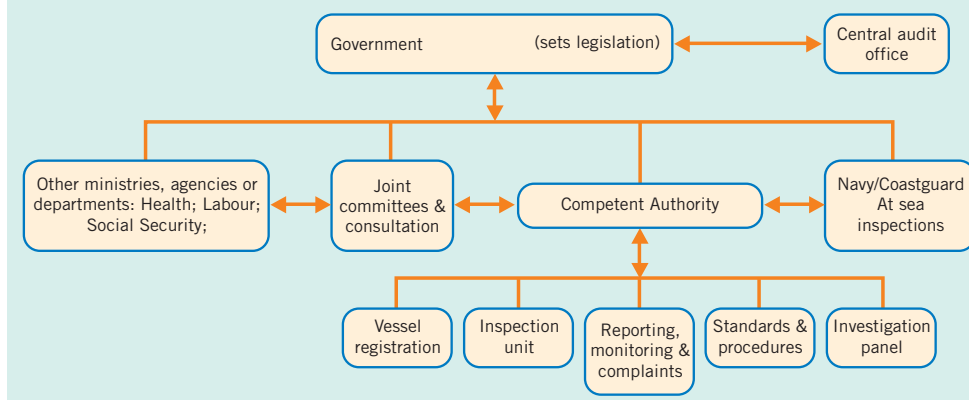 Government (sets legislation)
Central audit
office
Other ministries, agencies or
departments: Health; Labour;
Social Security;
Joint
committees &
consultation
Competent Authority
Navy/Coastguard
At sea
inspections
Vessel
registration
Inspection
unit
Reporting,
monitoring &
complaints
Standards &
procedures
Investigation
panel